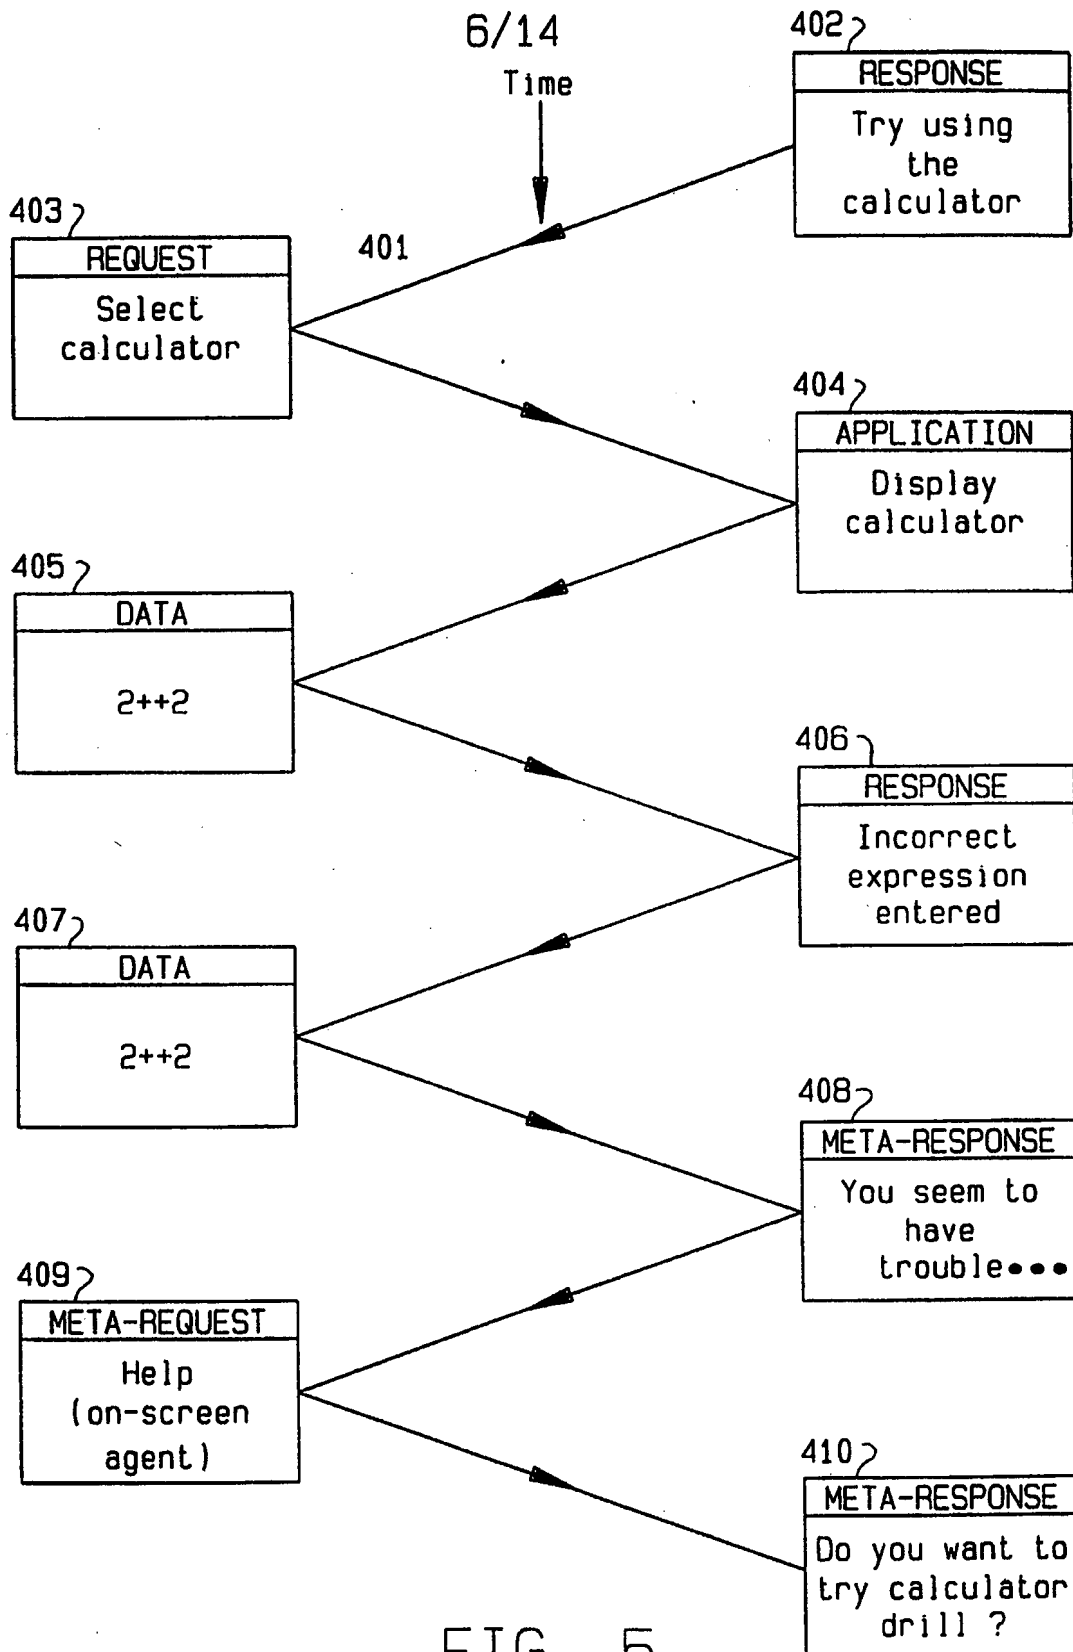 6/14
Time
402
RESPONSE
Try using
the
calculator
403
REQUEST
Select
calculator
401
404
APPLICATION
Display
calculator
405
DATA
2++2
406
RESPONSE
Incorrect
expression
entered
407
DATA
2++2
408
META-RESPONSE
You seem to
have
trouble•••
409
META-REQUEST
Help
(on-screen
agent)
410
META-RESPONSE
Do you want to
try calculator
drill ?
FIG. 5